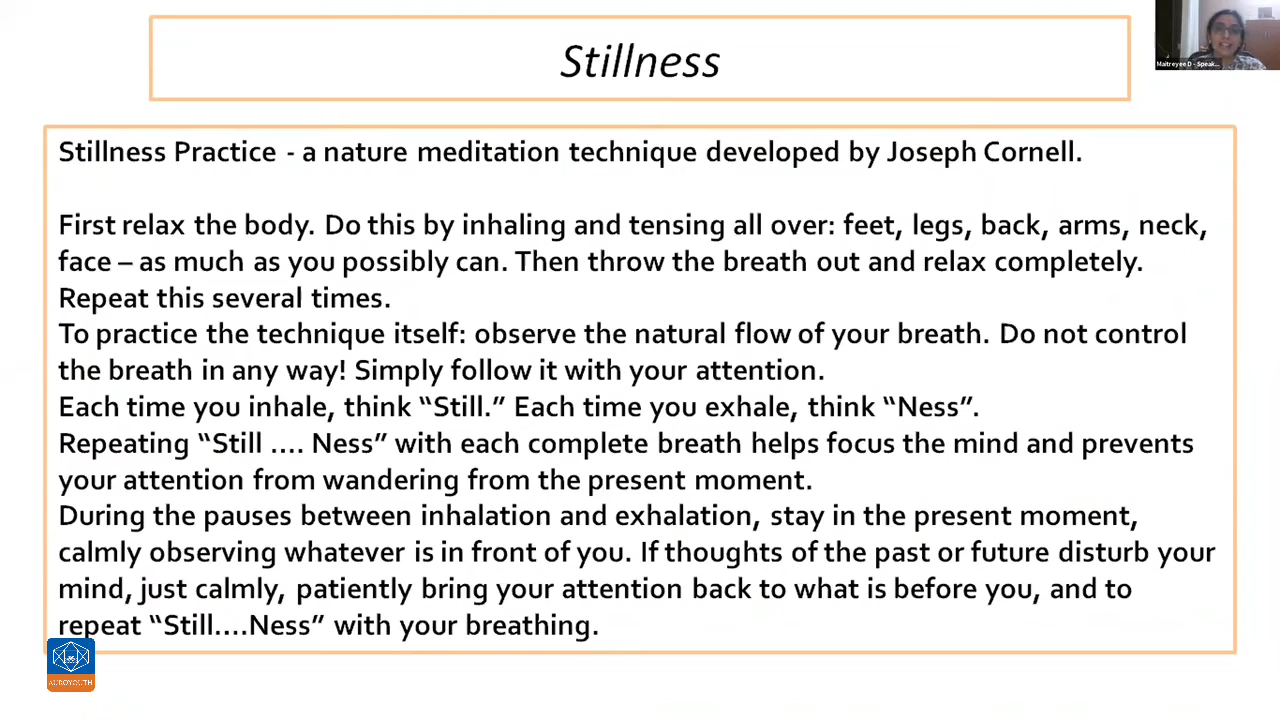 Stillness
Maitreyee D - Speak...
Stillness Practice - a nature meditation technique developed by Joseph Cornell.
First relax the body. Do this by inhaling and tensing all over: feet, legs, back, arms, neck,
face – as much as you possibly can. Then throw the breath out and relax completely.
Repeat this several times.
To practice the technique itself: observe the natural flow of your breath. Do not control
the breath in any way! Simply follow it with your attention.
Each time you inhale, think “Still.” Each time you exhale, think “Ness”.
Repeating “Still .... Ness” with each complete breath helps focus the mind and prevents
your attention from wandering from the present moment.
During the pauses between inhalation and exhalation, stay in the present moment,
calmly observing whatever is in front of you. If thoughts of the past or future disturb your
mind, just calmly, patiently bring your attention back to what is before you, and to
repeat “Still....Ness” with your breathing.
AUROYOUTH